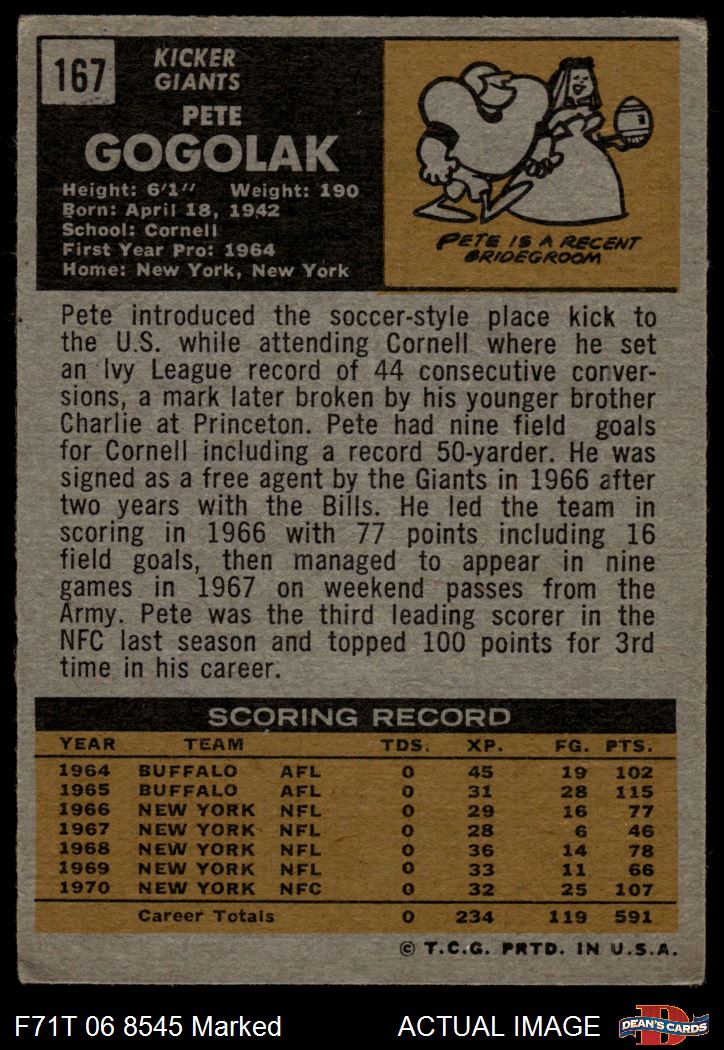 167
KICKER
GIANTS
PETE
GOGOLAK
Height: 6'1" Weight: 190
Born: April 18, 1942
School: Cornell
First Year Pro: 1964
Home: New York, New York
PETE IS A RECENT
BRIDEGROOM
Pete introduced the soccer-style place kick to
the U.S. while attending Cornell where he set
an Ivy League record of 44 consecutive conver-
sions, a mark later broken by his younger brother
Charlie at Princeton. Pete had nine field goals
for Cornell including a record 50-yarder. He was
signed as a free agent by the Giants in 1966 after
two years with the Bills. He led the team in
scoring in 1966 with 77 points including 16
field goals, then managed to appear in nine
games in 1967 on weekend passes from the
Army. Pete was the third leading scorer in the
NFC last season and topped 100 points for 3rd
time in his career.
SCORING RECORD
YEAR TEAM TDS. XP. FG. PTS.
1964 BUFFALO AFL 0 45 19 102
1965 BUFFALO AFL 0 31 28 115
1966 NEW YORK NFL 0 29 16 77
1967 NEW YORK NFL 0 28 6 46
1968 NEW YORK NFL 0 36 14 78
1969 NEW YORK NFL 0 33 11 66
1970 NEW YORK NFC 0 32 25 107
Career Totals 0 234 119 591
© T.C.G. PRTD. IN U.S.A.
F71T 06 8545 Marked ACTUAL IMAGE
DEAN'S CARDS